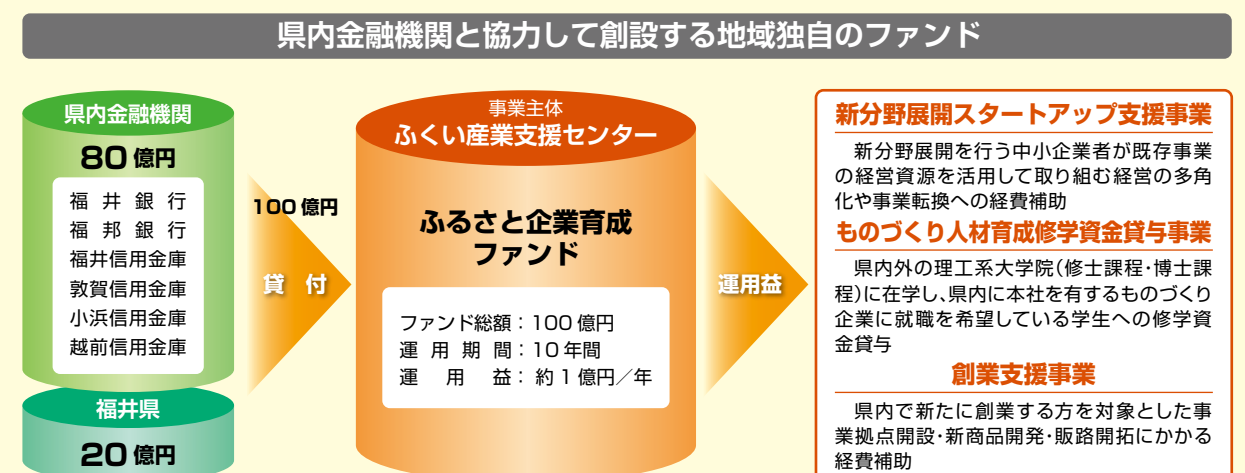 県内金融機関と協力して創設する地域独自のファンド
県内金融機関
80億円
福井銀行
福邦銀行
福井信用金庫
敦賀信用金庫
小浜信用金庫
越前信用金庫
福井県
20億円
100億円
貸付
事業主体
ふくい産業支援センター
ふるさと企業育成
ファンド
ファンド総額：100億円
運用期間：10年間
運用益：約1億円／年
運用益
新分野展開スタートアップ支援事業
新分野展開を行う中小企業者が既存事業
の経営資源を活用して取り組む経営の多角
化や事業転換への経費補助
ものづくり人材育成修学資金貸与事業
県内外の理工系大学院(修士課程・博士課
程)に在学し、県内に本社を有するものづくり
企業に就職を希望している学生への修学資
金貸与
創業支援事業
県内で新たに創業する方を対象とした事
業拠点開設・新商品開発・販路開拓にかかる
経費補助